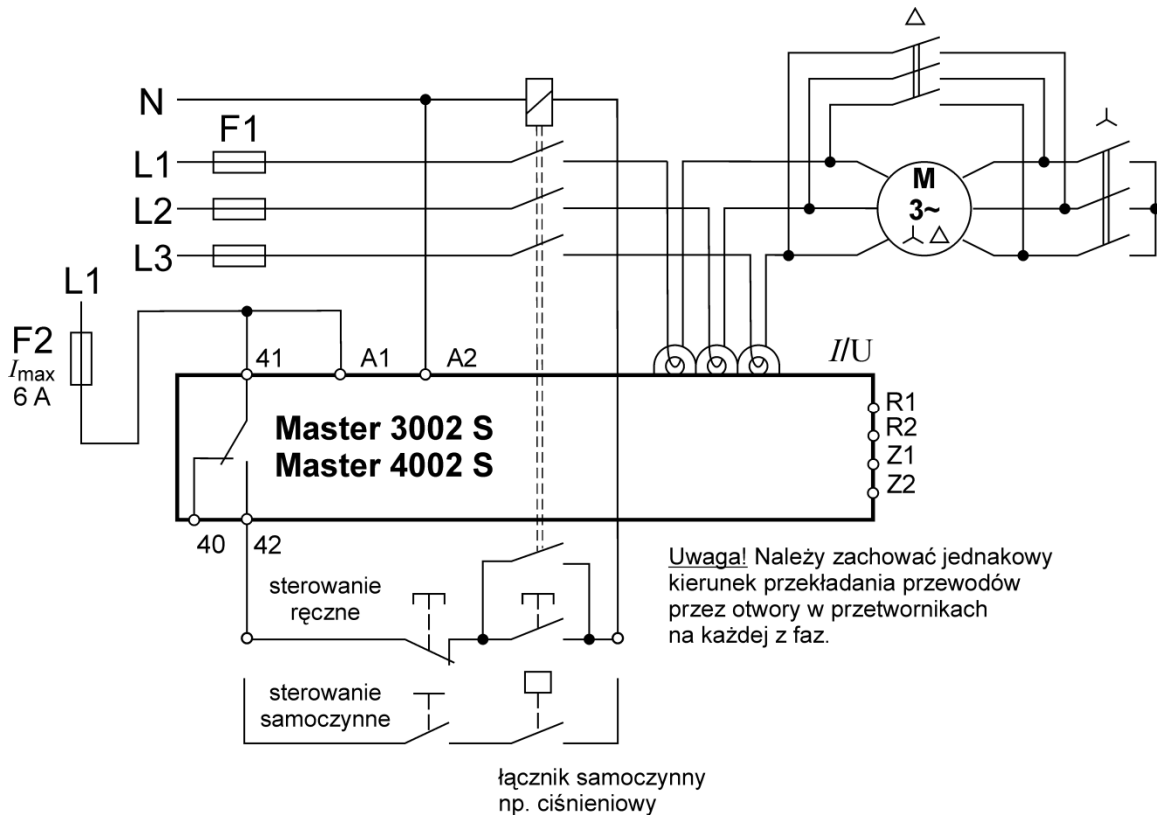 N
F1
L1
L2
L3
L1
F2
Imax
6 A
M
3~
41
A1
A2
I/U
Master 3002 S
Master 4002 S
R1
R2
Z1
Z2
40
42
sterowanie
ręczne
Uwaga! Należy zachować jednakowy
kierunek przekładania przewodów
przez otwory w przetwornikach
na każdej z faz.
sterowanie
samoczynne
łącznik samoczynny
np. ciśnieniowy